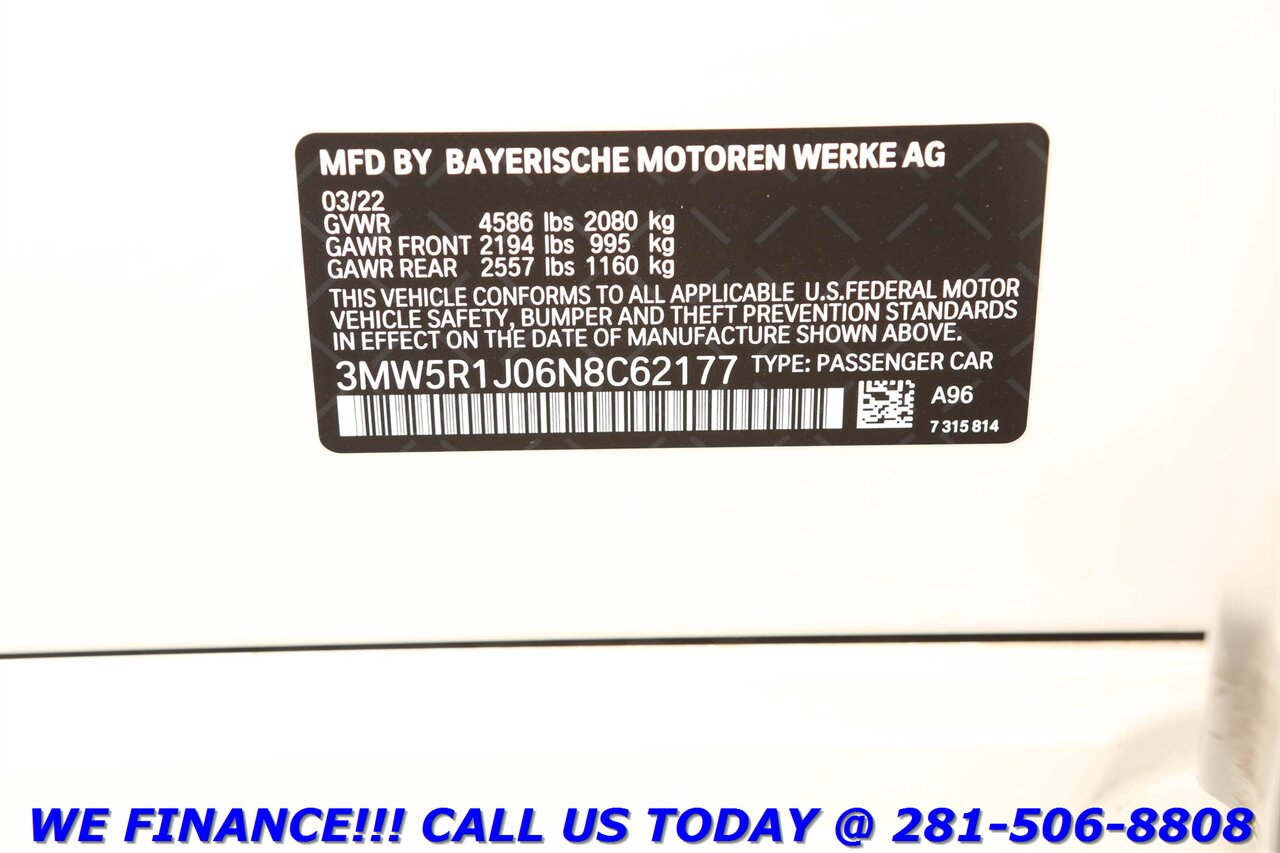 MFD BY BAYERISCHE MOTOREN WERKE AG
03/22
GVWR 4586 lbs 2080 kg
GAWR FRONT 2194 lbs 995 kg
GAWR REAR 2557 lbs 1160 kg
THIS VEHICLE CONFORMS TO ALL APPLICABLE U.S.FEDERAL MOTOR
VEHICLE SAFETY, BUMPER AND THEFT PREVENTION STANDARDS
IN EFFECT ON THE DATE OF MANUFACTURE SHOWN ABOVE.
3MW5R1J06N8C62177 TYPE: PASSENGER CAR
A96
7 315 814
WE FINANCE!!! CALL US TODAY @ 281-506-8808